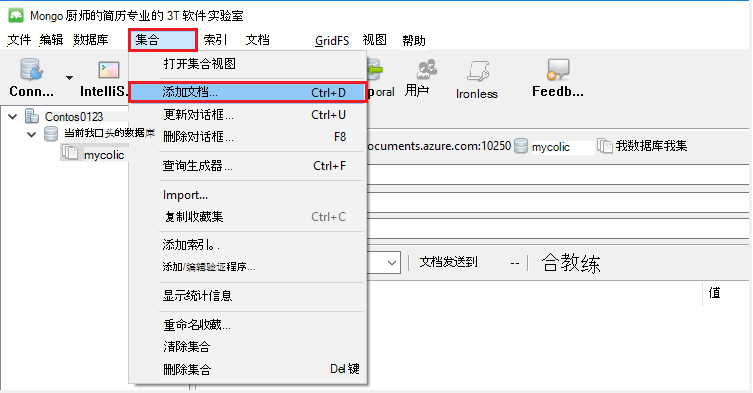 Mongo 厨师的简历专业的 3T 软件实验室
文件 编辑 数据库 集合 索引 文档 GridFS 视图 帮助
打开集合视图
Conn... IntelliS. poral 用户 Ironless Feedb...
添加文档... Ctrl+D
Contos0123
更新对话框... Ctrl+U
当前我口头的数据库
删除对话框... F8
mycolic
ocuments.azure.com:10250 mycolic 我数据库我集
查询生成器... Ctrl+F
Import...
复制收藏集 Ctrl+C
添加索引。.
文档发送到 -- 合教练
添加/编辑验证程序...
显示统计信息
值
重命名收藏...
清除集合
删除集合 Del 键